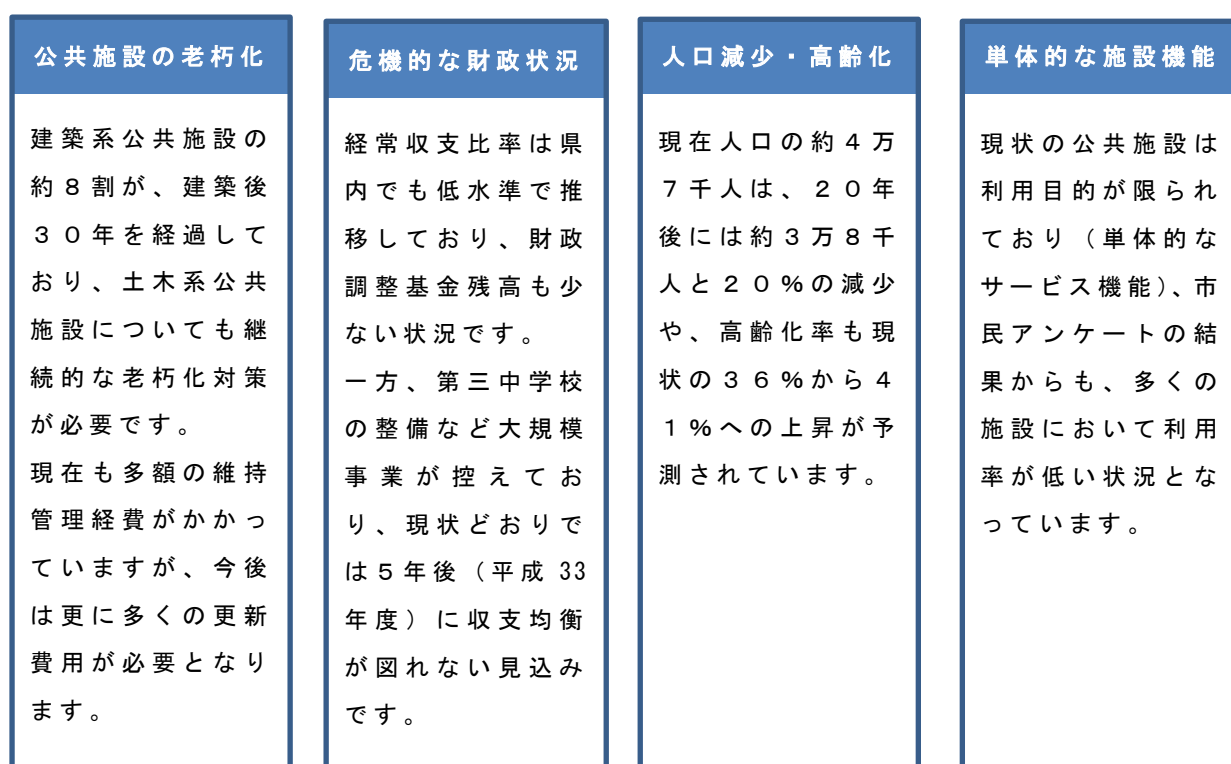 公共施設の老朽化
建築系公共施設の
約８割が、建築後
３０年を経過して
おり、土木系公共
施設についても継
続的な老朽化対策
が必要です。
現在も多額の維持
管理経費がかかっ
ていますが、今後
は更に多くの更新
費用が必要となり
ます。
危機的な財政状況
経常収支比率は県
内でも低水準で推
移しており、財政
調整基金残高も少
ない状況です。
一方、第三中学校
の整備など大規模
事業が控えてお
り、現状どおりで
は５年後（平成 33
年度）に収支均衡
が図れない見込み
です。
人口減少・高齢化
現在人口の約４万
７千人は、２０年
後には約３万８千
人と２０％の減少
や、高齢化率も現
状の３６％から４
１％への上昇が予
測されています。
単体的な施設機能
現状の公共施設は
利用目的が限られ
ており（単体的な
サービス機能）、市
民アンケートの結
果からも、多くの
施設において利用
率が低い状況とな
っています。